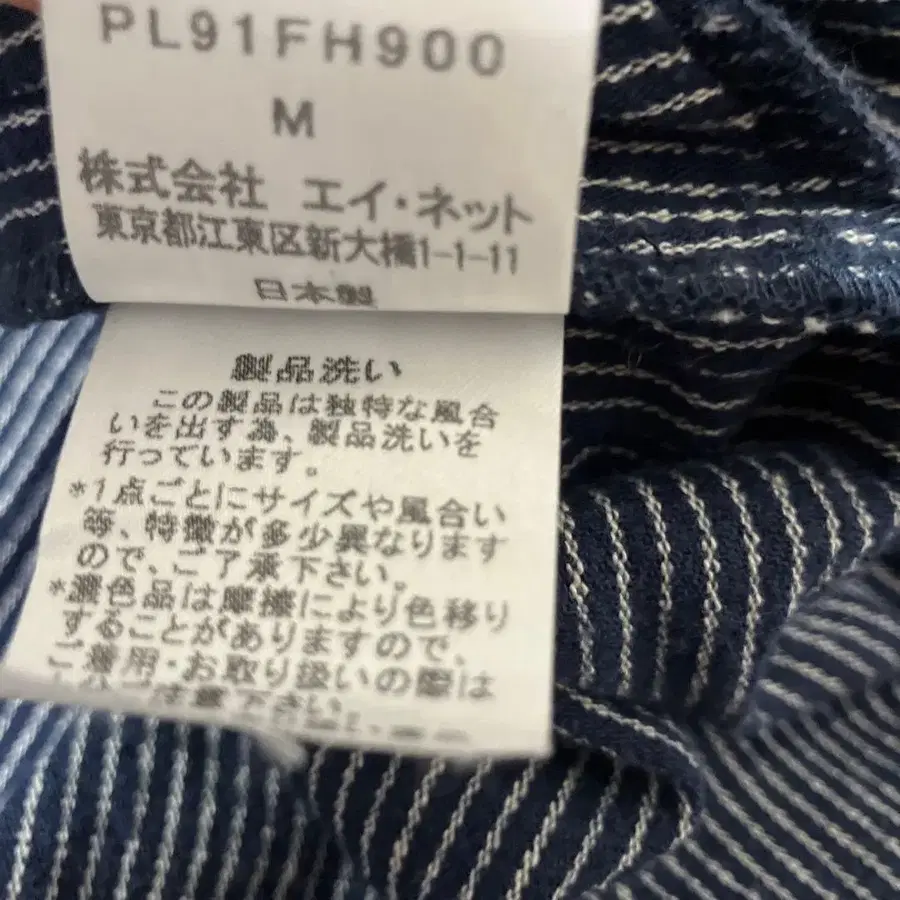 PL91FH900
M
株式会社 エイ・ネット
東京都江東区新大橋1-1-11
日本製
製品洗い
この製品は独特な風合
いを出す為、製品洗いを
行っています。
*1点ごとにサイズや風合い
等、特徴が多少異なります
ので、ご了承下さい。
*濃色品は摩擦により色移り
することがありますので、
ご着用・お取り扱いの際は
下さい。